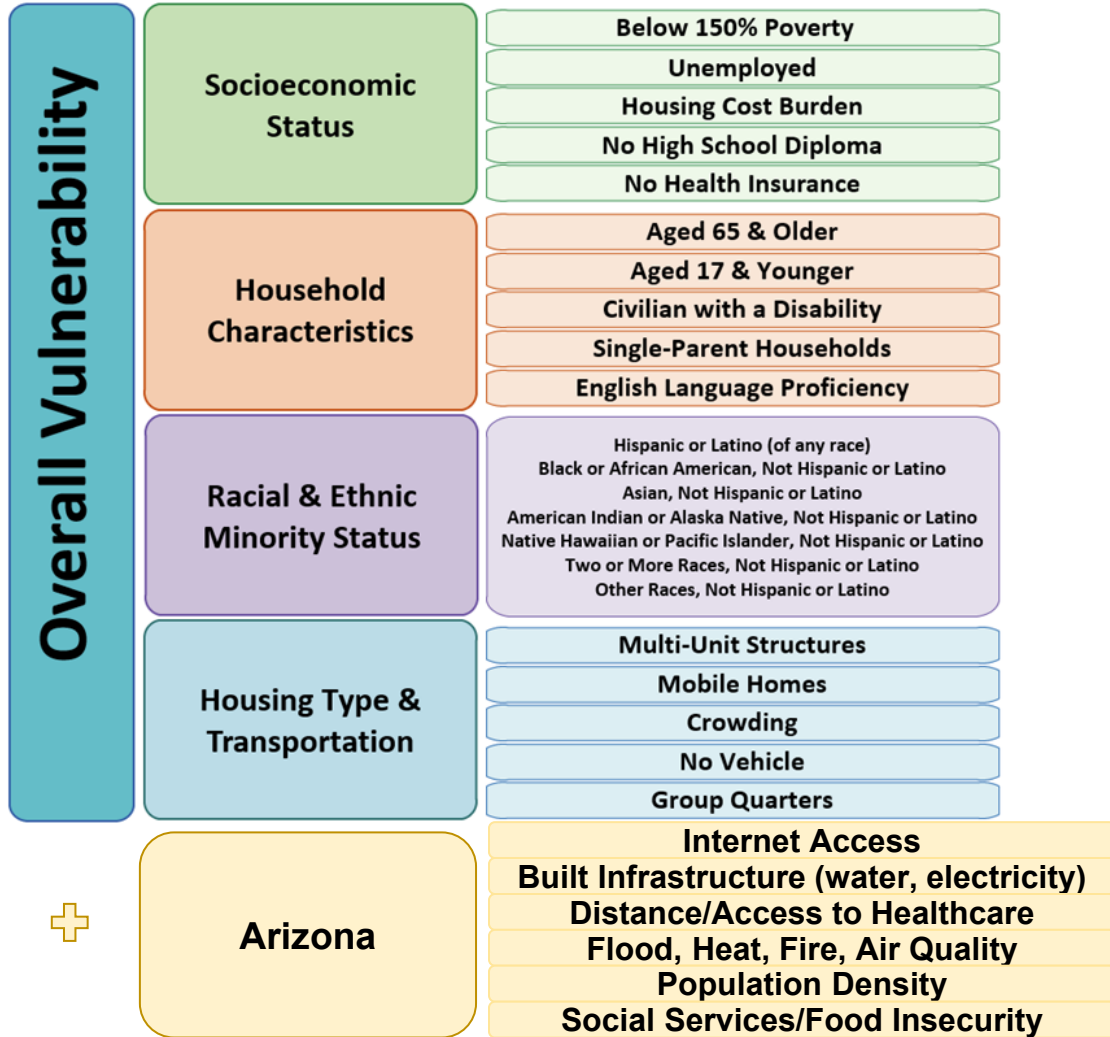 Overall Vulnerability
Socioeconomic
Status
Below 150% Poverty
Unemployed
Housing Cost Burden
No High School Diploma
No Health Insurance
Household
Characteristics
Aged 65 & Older
Aged 17 & Younger
Civilian with a Disability
Single-Parent Households
English Language Proficiency
Racial & Ethnic
Minority Status
Hispanic or Latino (of any race)
Black or African American, Not Hispanic or Latino
Asian, Not Hispanic or Latino
American Indian or Alaska Native, Not Hispanic or Latino
Native Hawaiian or Pacific Islander, Not Hispanic or Latino
Two or More Races, Not Hispanic or Latino
Other Races, Not Hispanic or Latino
Housing Type &
Transportation
Multi-Unit Structures
Mobile Homes
Crowding
No Vehicle
Group Quarters
Arizona
Internet Access
Built Infrastructure (water, electricity)
Distance/Access to Healthcare
Flood, Heat, Fire, Air Quality
Population Density
Social Services/Food Insecurity